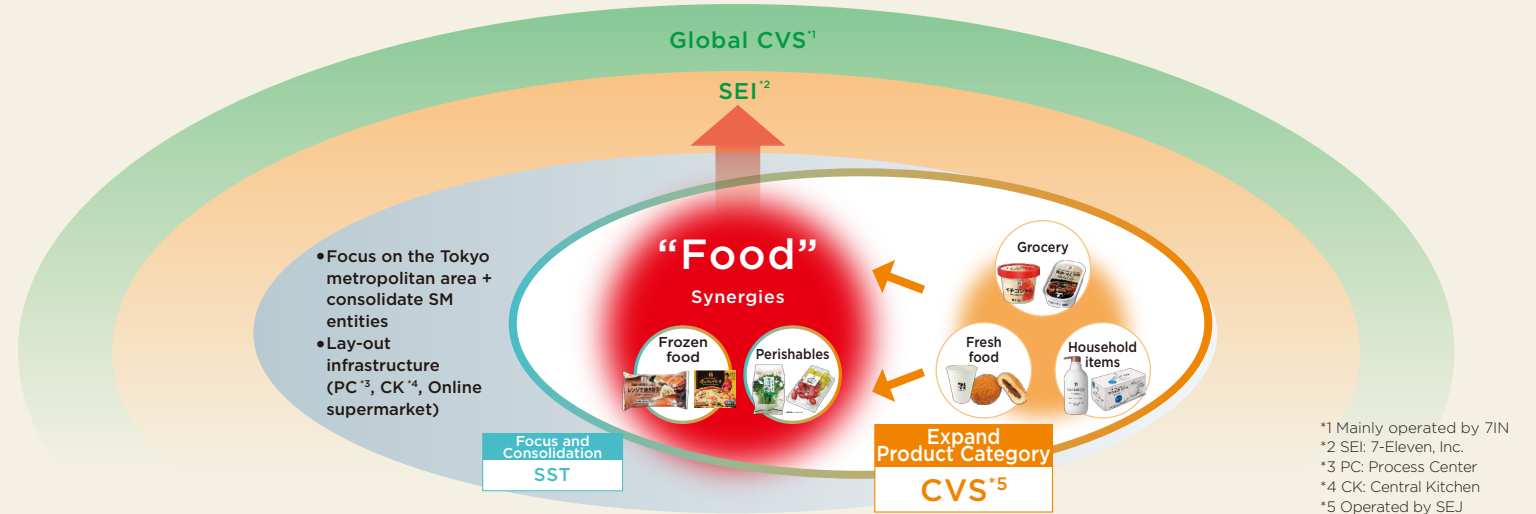 Global CVS*1
SEI*2
•Focus on the Tokyo
metropolitan area +
consolidate SM
entities
•Lay-out
infrastructure
(PC*3, CK*4, Online
supermarket)
“Food”
Synergies
Frozen
food
Perishables
Grocery
Fresh
food
Household
items
Focus and
Consolidation
SST
Expand
Product Category
CVS*5
*1 Mainly operated by 7IN
*2 SEI: 7-Eleven, Inc.
*3 PC: Process Center
*4 CK: Central Kitchen
*5 Operated by SEJ